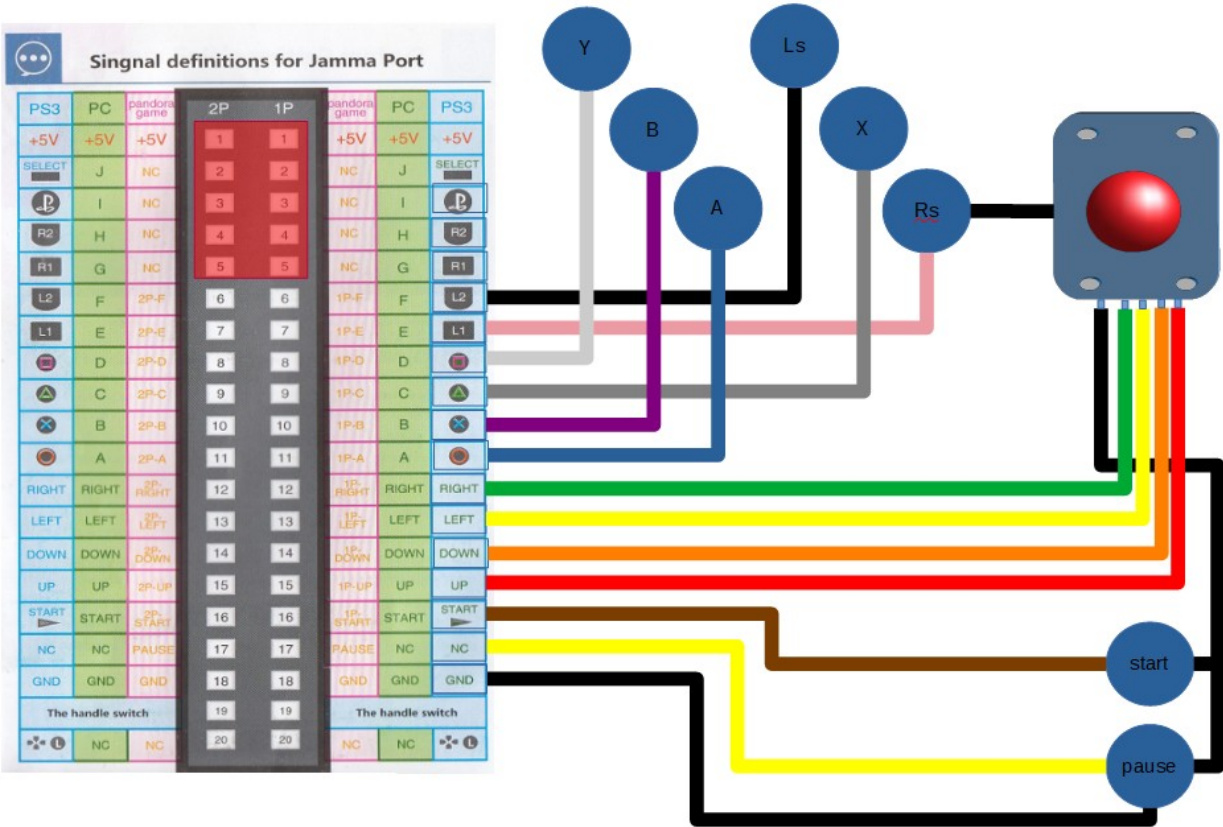 Singnal definitions for Jamma Port
PS3 PC pandora game 2P 1P pandora game PC PS3
+5V +5V +5V 1 1 +5V +5V +5V
SELECT J NC 2 2 NC J SELECT
I NC 3 3 NC I
R2 H NC 4 4 NC H R2
R1 G NC 5 5 NC G R1
L2 F 2P-F 6 6 1P-F F L2
L1 E 2P-E 7 7 1P-E E L1
D 2P-D 8 8 1P-D D
C 2P-C 9 9 1P-C C
B 2P-B 10 10 1P-B B
A 2P-A 11 11 1P-A A
RIGHT RIGHT 2P-RIGHT 12 12 1P-RIGHT RIGHT RIGHT
LEFT LEFT 2P-LEFT 13 13 1P-LEFT LEFT LEFT
DOWN DOWN 2P-DOWN 14 14 1P-DOWN DOWN DOWN
UP UP 2P-UP 15 15 1P-UP UP UP
START START 2P-START 16 16 1P-START START START
NC NC PAUSE 17 17 PAUSE NC NC
GND GND GND 18 18 GND GND GND
The handle switch 19 19 The handle switch
L NC NC 20 20 NC NC L
Y
Ls
B
X
A
Rs
start
pause